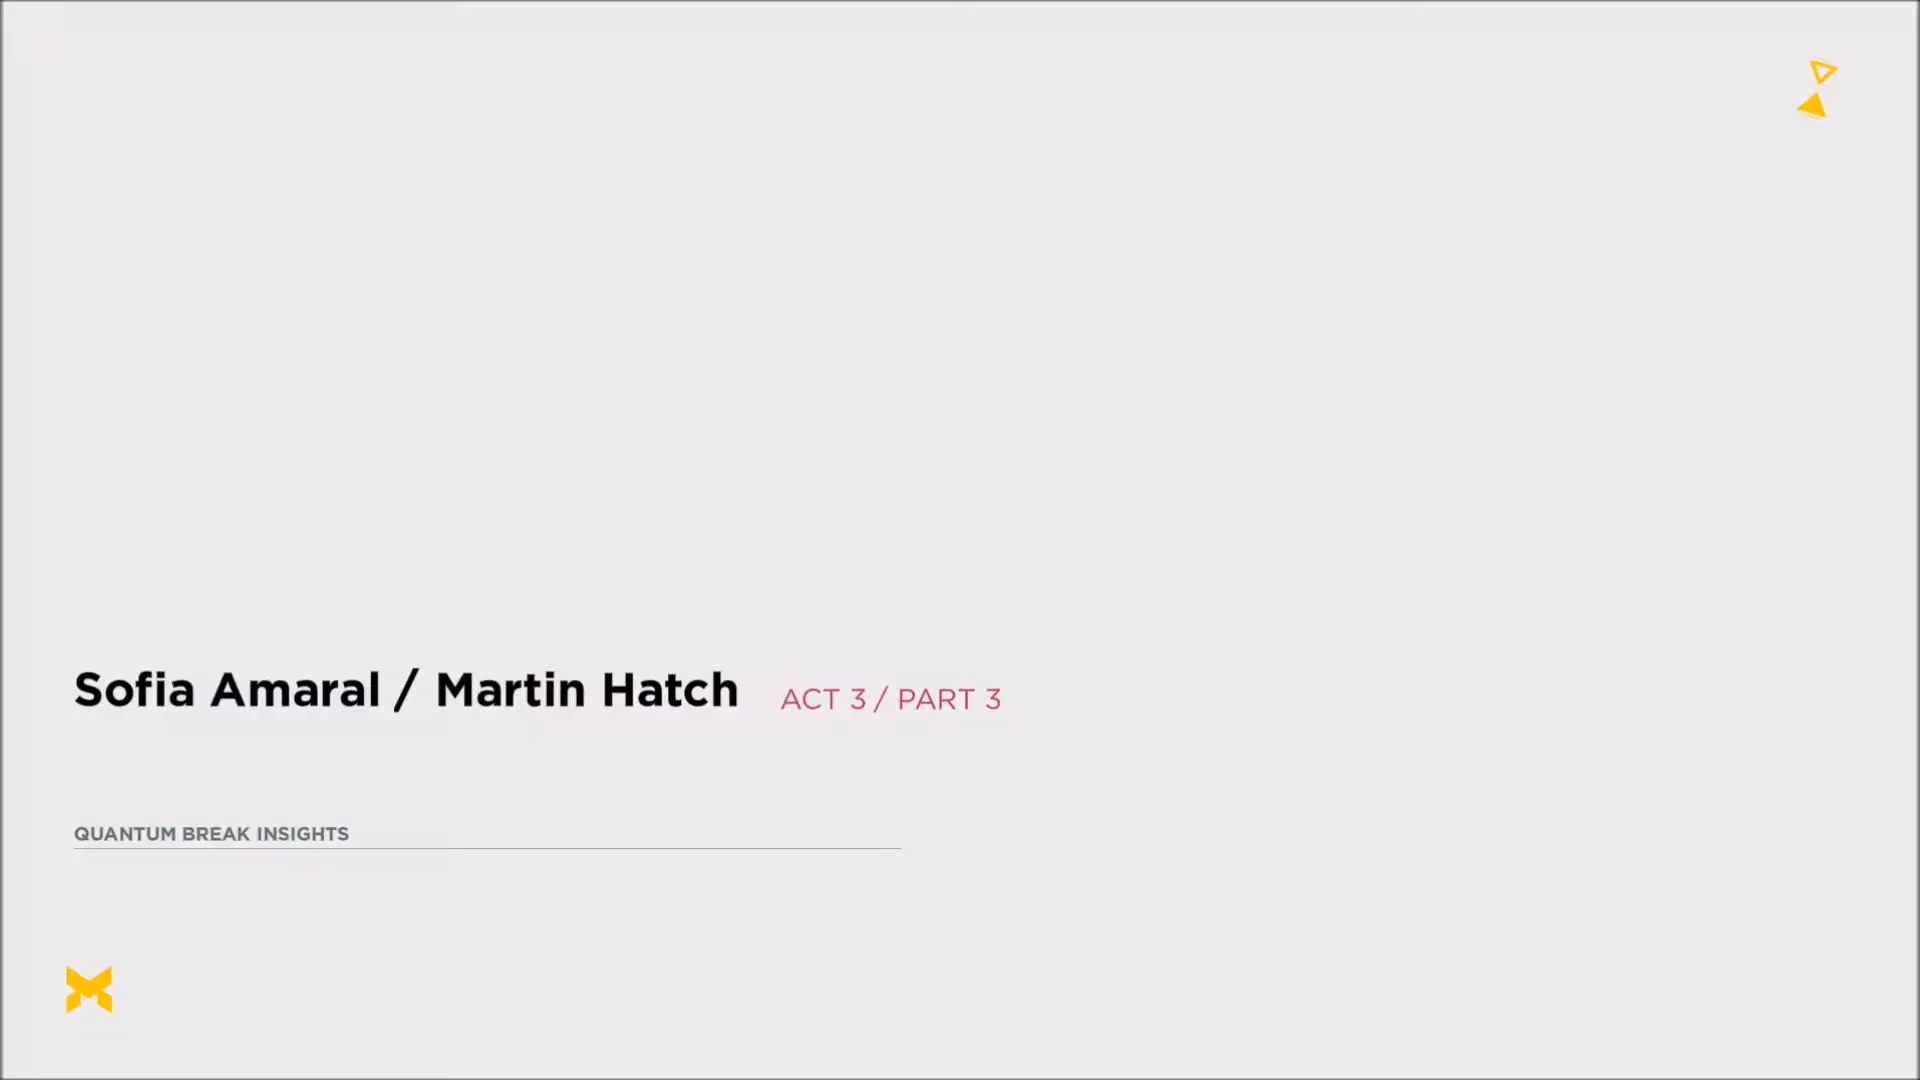 Sofia Amaral / Martin Hatch ACT 3 / PART 3
QUANTUM BREAK INSIGHTS